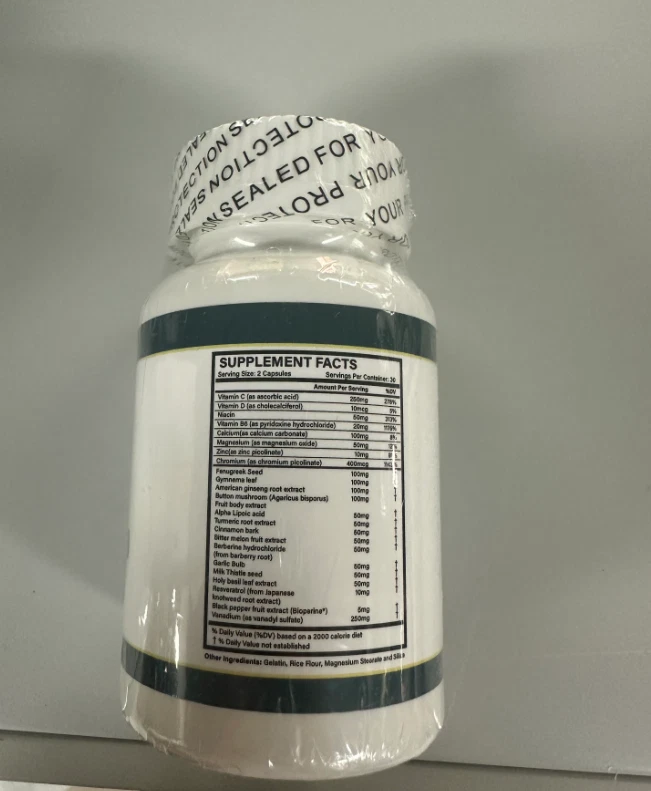 SEALED FOR YOUR PROTECTION
SUPPLEMENT FACTS
Serving Size: 2 Capsules Servings Per Container: 30
Amount Per Serving %DV
Vitamin C (as ascorbic acid) 250mg 278%
Vitamin D (as cholecalciferol) 10mcg
Niacin 50mg 313%
Vitamin B6 (as pyridoxine hydrochloride) 20mg 1176%
Calcium(as calcium carbonate) 100mg 8%
Magnesium (as magnesium oxide) 50mg
Zinc(as zinc picolinate) 10mg
Chromium (as chromium picolinate) 400mcg
Fenugreek Seed 100mg
Gymnema leaf 100mg
American ginseng root extract 100mg
Button mushroom (Agaricus bisporus) 100mg
Fruit body extract
Alpha Lipoic acid 50mg
Turmeric root extract 50mg
Cinnamon bark 50mg
Bitter melon fruit extract 50mg
Berberine hydrochloride 50mg
(from barberry root)
Garlic Bulb 50mg
Milk Thistle seed 50mg
Holy basil leaf extract 50mg
Resveratrol (from Japanese 10mg
knotweed root extract)
Black pepper fruit extract (Bioperine®) 5mg
Vanadium (as vanadyl sulfate) 250mg
% Daily Value (%DV) based on a 2000 calorie diet
† % Daily Value not established
Other Ingredients: Gelatin, Rice Flour, Magnesium Stearate and